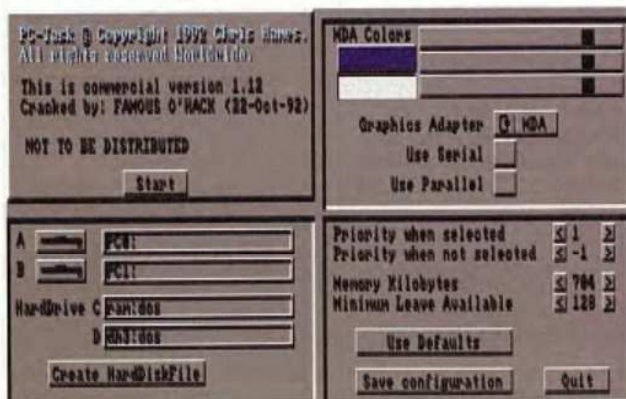 PC-Task © Copyright 1992 Chris Hames.
All rights reserved Worldwide.
This is commercial version 1.12
Cracked by: FAMOUS O'HACK (22-Oct-92)
NOT TO BE DISTRIBUTED
Start
MDA Colors
Graphics Adapter MDA
Use Serial
Use Parallel
A PC0:
B PC1:
HardDrive C ram:dos
D :dos
Create HardDiskFile
Priority when selected < 1 >
Priority when not selected < -1 >
Memory Kilobytes < 704 >
Minimum Leave Available < 128 >
Use Defaults
Save configuration
Quit